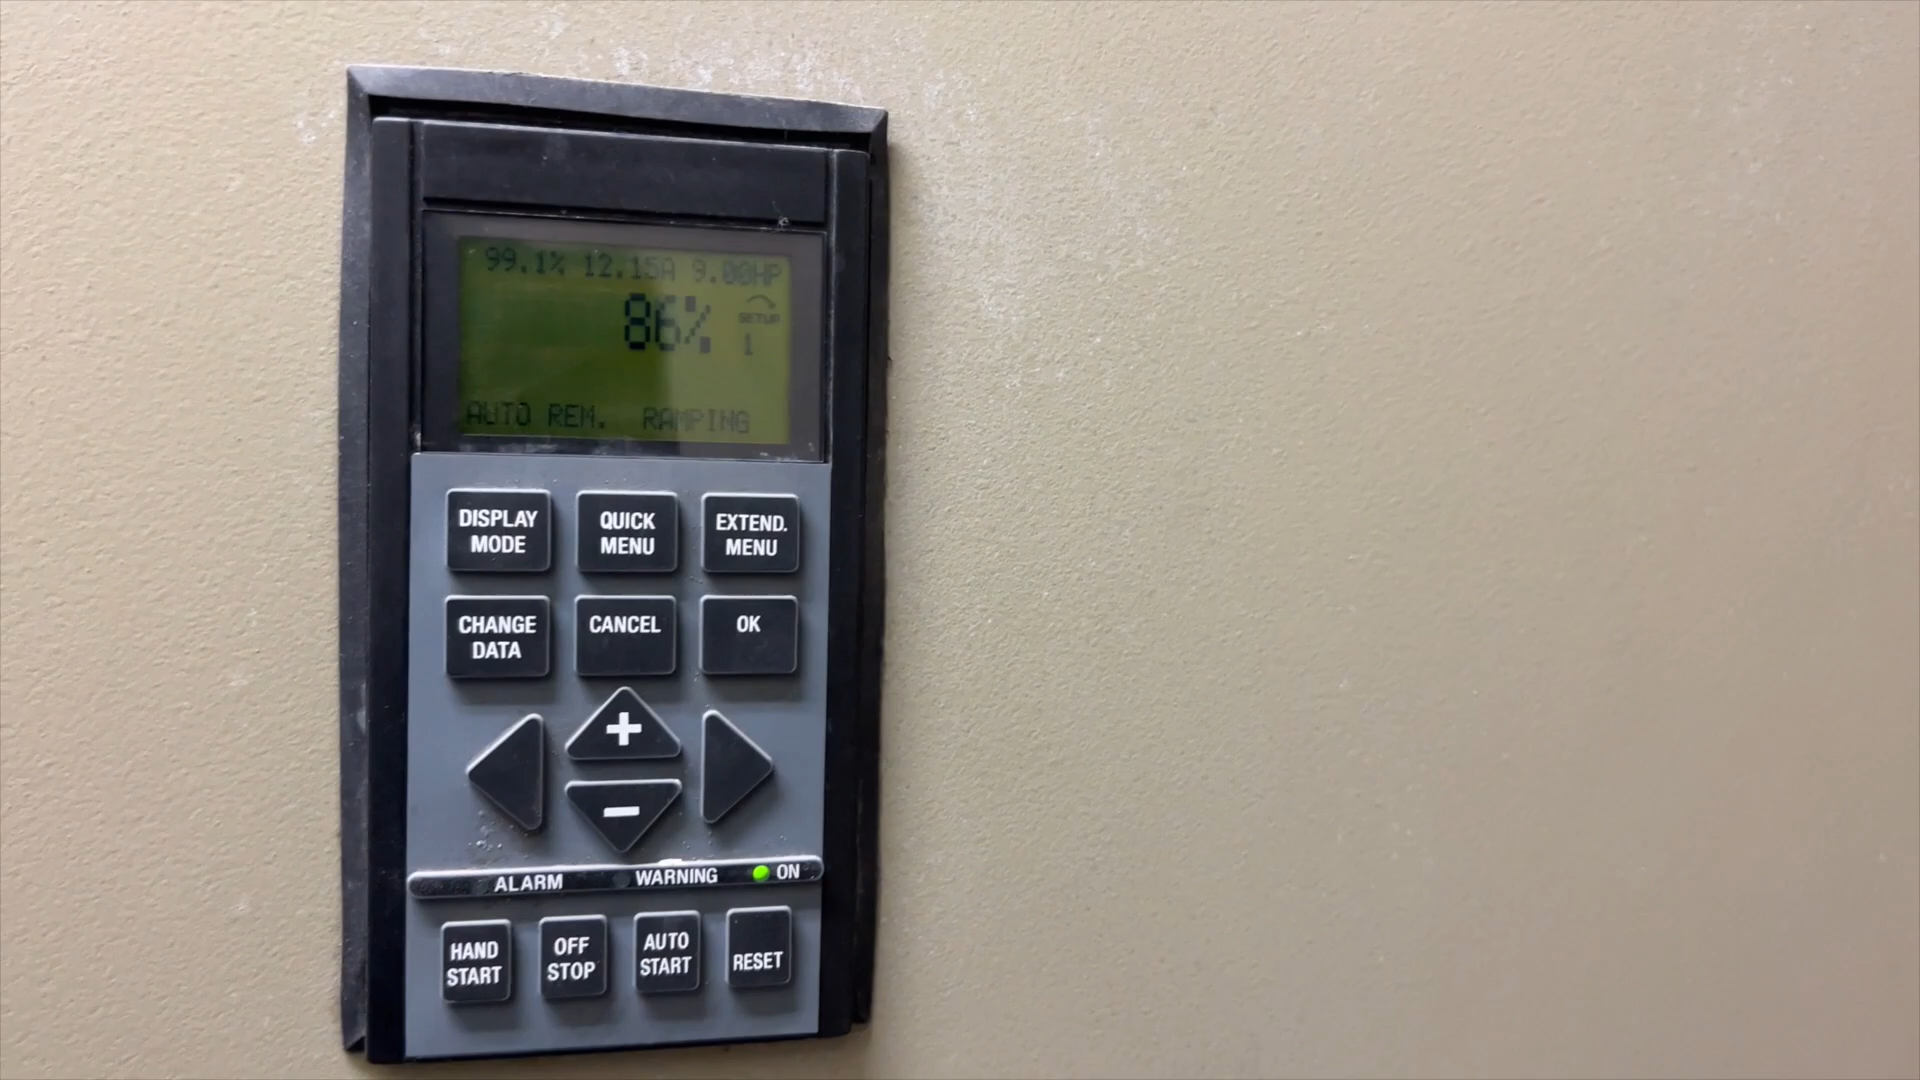 99.1% 12.15A 9.00HP
86%
SETUP
1
AUTO REM. RAMPING
DISPLAY MODE
QUICK MENU
EXTEND. MENU
CHANGE DATA
CANCEL
OK
+
-
ALARM WARNING ON
HAND START
OFF STOP
AUTO START
RESET